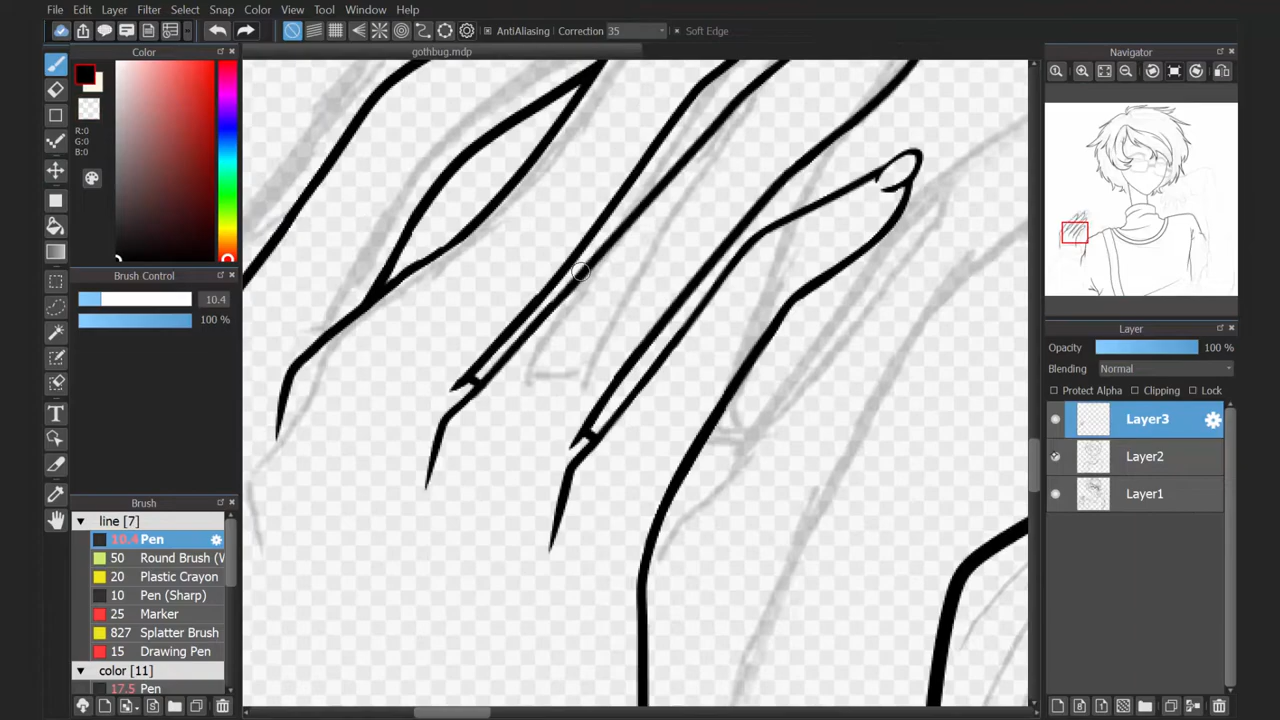 File Edit Layer Filter Select Snap Color View Tool Window Help
AntiAliasing Correction 35 Soft Edge
Color
gothbug.mdp
Navigator
R:0
G:0
B:0
Brush Control
10.4
100 %
Layer
Opacity 100 %
Blending Normal
Protect Alpha Clipping Lock
Layer3
Layer2
Layer1
Brush
line [7]
10.4 Pen
50 Round Brush (W
20 Plastic Crayon
10 Pen (Sharp)
25 Marker
827 Splatter Brush
15 Drawing Pen
color [11]
17.5 Pen